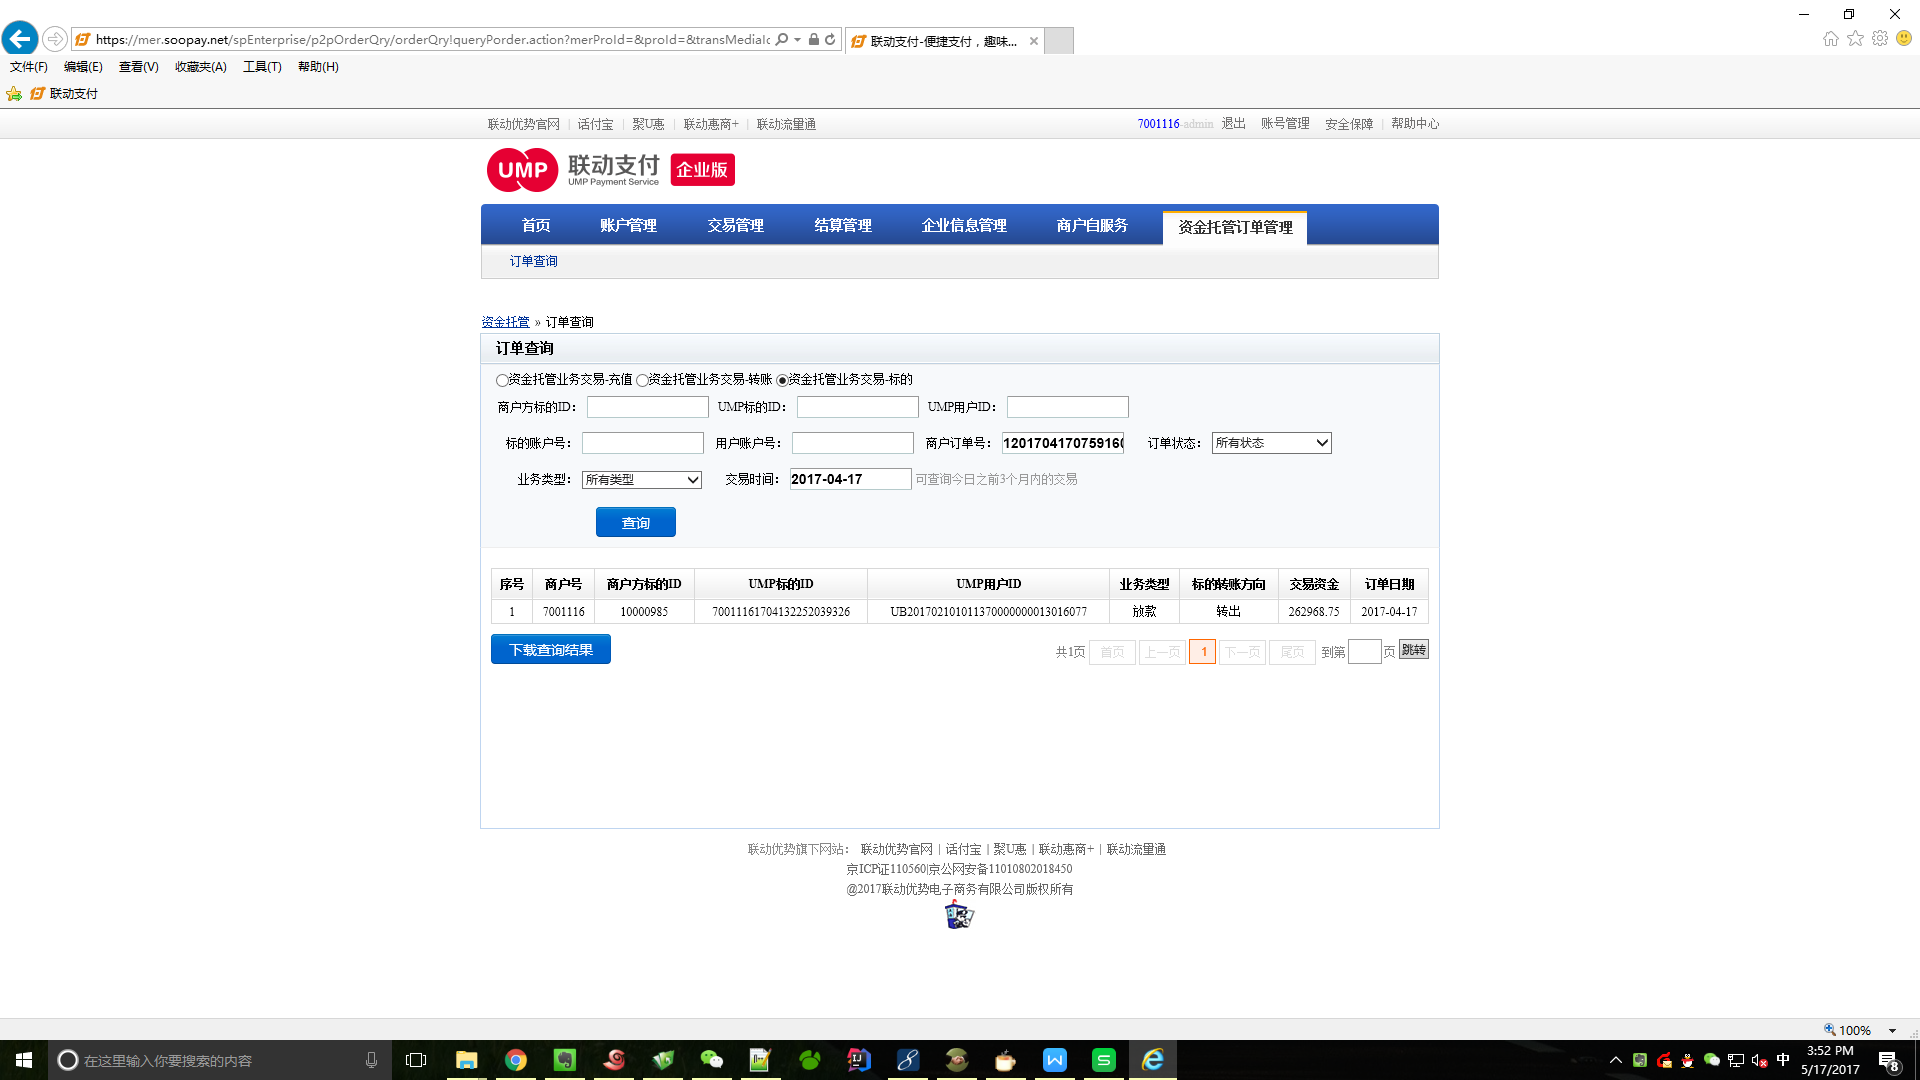 https://mer.soopay.net/spEnterprise/p2pOrderQry/orderQry!queryPorder.action?merProId=&proId=&transMediaIc
联动支付-便捷支付，趣味...
文件(F) 编辑(E) 查看(V) 收藏夹(A) 工具(T) 帮助(H)
联动支付
联动优势官网 | 话付宝 | 聚U惠 | 联动惠商+ | 联动流量通
7001116-admin 退出 账号管理 安全保障 | 帮助中心
UMP 联动支付 企业版
UMP Payment Service
首页 账户管理 交易管理 结算管理 企业信息管理 商户自服务 资金托管订单管理
订单查询
资金托管 » 订单查询
订单查询
资金托管业务交易-充值 资金托管业务交易-转账 资金托管业务交易-标的
商户方标的ID： UMP标的ID： UMP用户ID：
标的账户号： 用户账户号： 商户订单号： 1201704170759160 订单状态： 所有状态
业务类型： 所有类型 交易时间： 2017-04-17 可查询今日之前3个月内的交易
查询
序号 商户号 商户方标的ID UMP标的ID UMP用户ID 业务类型 标的转账方向 交易资金 订单日期
1 7001116 10000985 70011161704132252039326 UB201702101011370000000013016077 放款 转出 262968.75 2017-04-17
下载查询结果
共1页 首页 上一页 1 下一页 尾页 到第 页 跳转
联动优势旗下网站： 联动优势官网 | 话付宝 | 聚U惠 | 联动惠商+ | 联动流量通
京ICP证110560|京公网安备11010802018450
@2017联动优势电子商务有限公司版权所有
100%
在这里输入你要搜索的内容
中
3:52 PM
5/17/2017
8